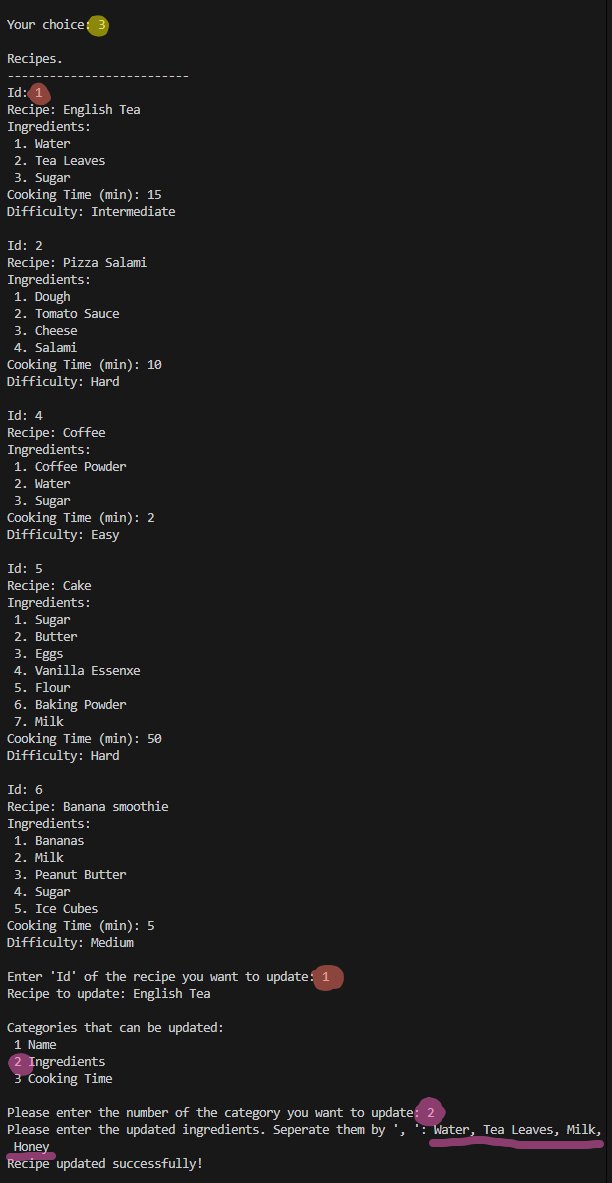 Your choice: 3
Recipes.
--------------------------
Id: 1
Recipe: English Tea
Ingredients:
1. Water
2. Tea Leaves
3. Sugar
Cooking Time (min): 15
Difficulty: Intermediate
Id: 2
Recipe: Pizza Salami
Ingredients:
1. Dough
2. Tomato Sauce
3. Cheese
4. Salami
Cooking Time (min): 10
Difficulty: Hard
Id: 4
Recipe: Coffee
Ingredients:
1. Coffee Powder
2. Water
3. Sugar
Cooking Time (min): 2
Difficulty: Easy
Id: 5
Recipe: Cake
Ingredients:
1. Sugar
2. Butter
3. Eggs
4. Vanilla Essenxe
5. Flour
6. Baking Powder
7. Milk
Cooking Time (min): 50
Difficulty: Hard
Id: 6
Recipe: Banana smoothie
Ingredients:
1. Bananas
2. Milk
3. Peanut Butter
4. Sugar
5. Ice Cubes
Cooking Time (min): 5
Difficulty: Medium
Enter 'Id' of the recipe you want to update: 1
Recipe to update: English Tea
Categories that can be updated:
1 Name
2 Ingredients
3 Cooking Time
Please enter the number of the category you want to update: 2
Please enter the updated ingredients. Seperate them by ', ': Water, Tea Leaves, Milk,
Honey
Recipe updated successfully!